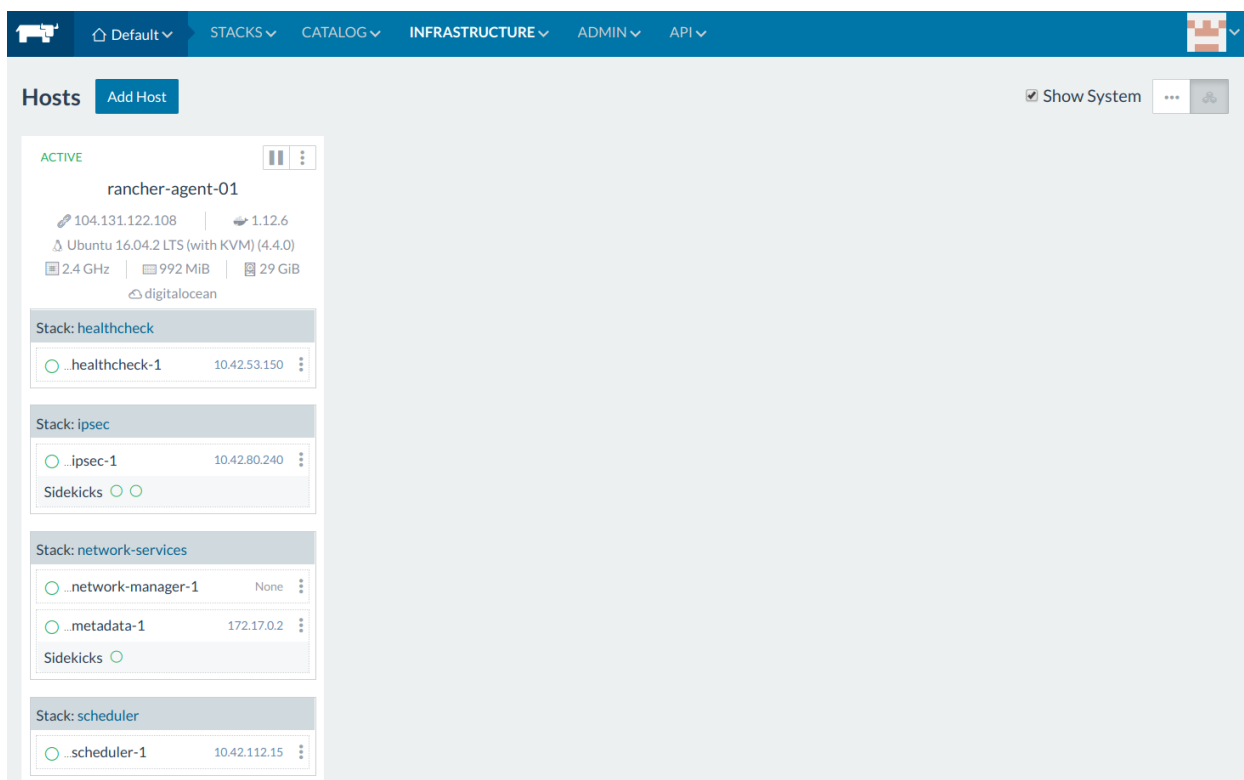 Default STACKS CATALOG INFRASTRUCTURE ADMIN API
Hosts Add Host Show System
ACTIVE
rancher-agent-01
104.131.122.108 1.12.6
Ubuntu 16.04.2 LTS (with KVM) (4.4.0)
2.4 GHz 992 MiB 29 GiB
digitalocean
Stack: healthcheck
...healthcheck-1 10.42.53.150
Stack: ipsec
...ipsec-1 10.42.80.240
Sidekicks
Stack: network-services
...network-manager-1 None
...metadata-1 172.17.0.2
Sidekicks
Stack: scheduler
...scheduler-1 10.42.112.15